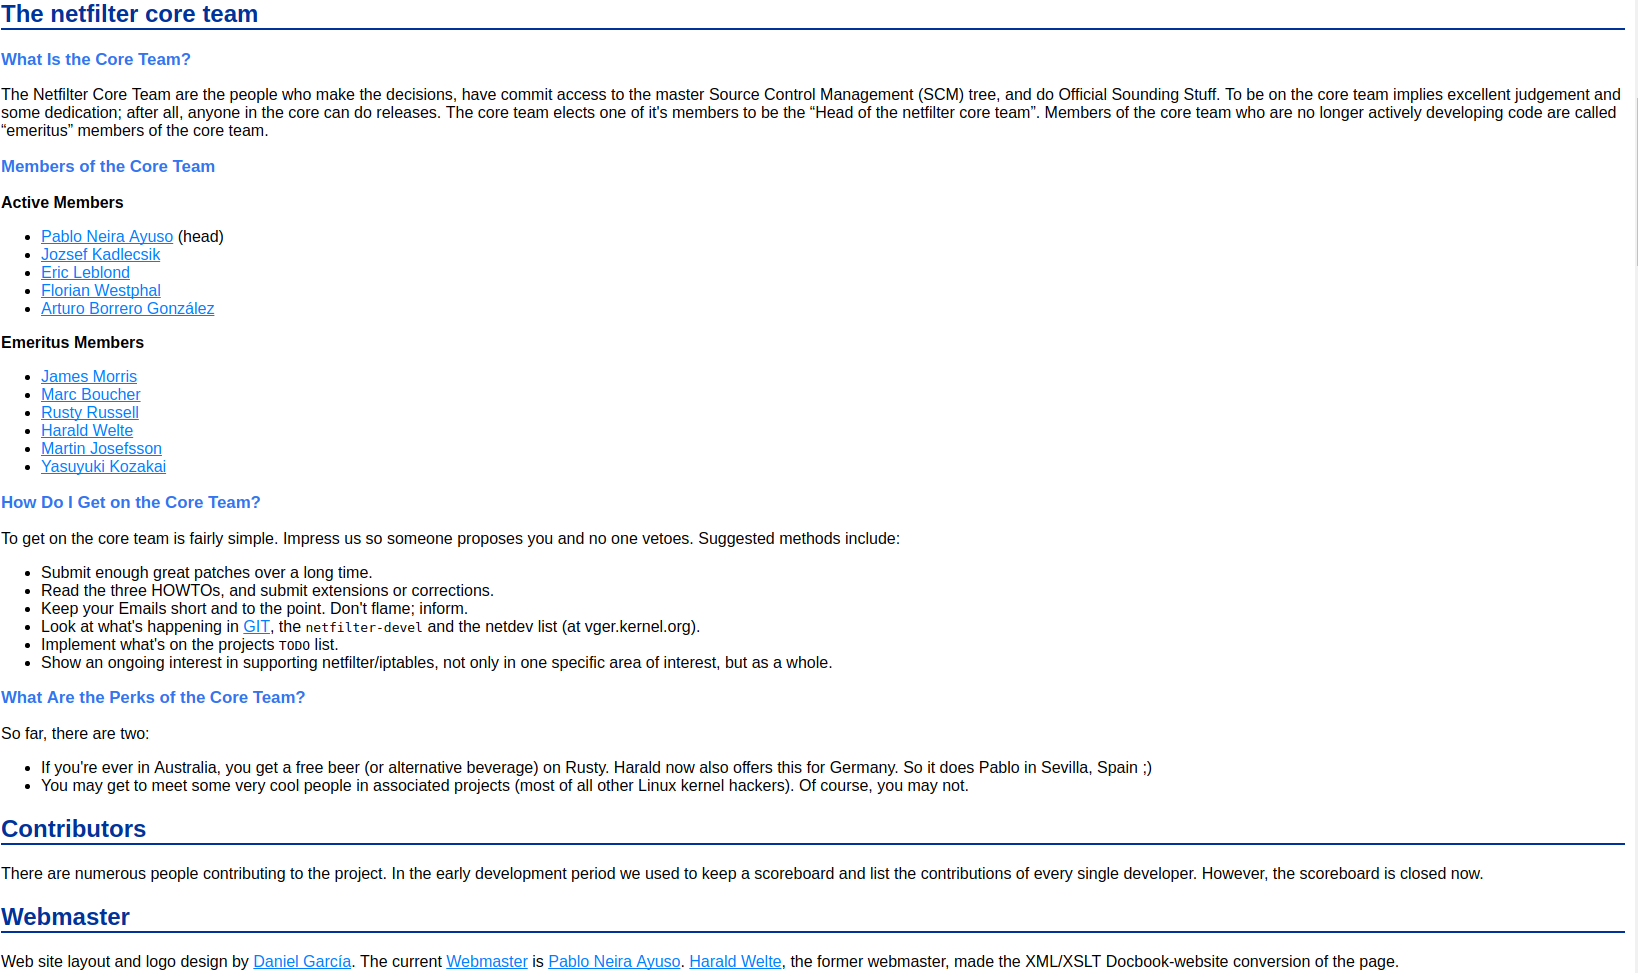 The netfilter core team
What Is the Core Team?
The Netfilter Core Team are the people who make the decisions, have commit access to the master Source Control Management (SCM) tree, and do Official Sounding Stuff. To be on the core team implies excellent judgement and
some dedication; after all, anyone in the core can do releases. The core team elects one of it's members to be the “Head of the netfilter core team”. Members of the core team who are no longer actively developing code are called
“emeritus” members of the core team.
Members of the Core Team
Active Members
Pablo Neira Ayuso (head)
Jozsef Kadlecsik
Eric Leblond
Florian Westphal
Arturo Borrero González
Emeritus Members
James Morris
Marc Boucher
Rusty Russell
Harald Welte
Martin Josefsson
Yasuyuki Kozakai
How Do I Get on the Core Team?
To get on the core team is fairly simple. Impress us so someone proposes you and no one vetoes. Suggested methods include:
Submit enough great patches over a long time.
Read the three HOWTOs, and submit extensions or corrections.
Keep your Emails short and to the point. Don't flame; inform.
Look at what's happening in GIT, the netfilter-devel and the netdev list (at vger.kernel.org).
Implement what's on the projects TODO list.
Show an ongoing interest in supporting netfilter/iptables, not only in one specific area of interest, but as a whole.
What Are the Perks of the Core Team?
So far, there are two:
If you're ever in Australia, you get a free beer (or alternative beverage) on Rusty. Harald now also offers this for Germany. So it does Pablo in Sevilla, Spain ;)
You may get to meet some very cool people in associated projects (most of all other Linux kernel hackers). Of course, you may not.
Contributors
There are numerous people contributing to the project. In the early development period we used to keep a scoreboard and list the contributions of every single developer. However, the scoreboard is closed now.
Webmaster
Web site layout and logo design by Daniel García. The current Webmaster is Pablo Neira Ayuso. Harald Welte, the former webmaster, made the XML/XSLT Docbook-website conversion of the page.